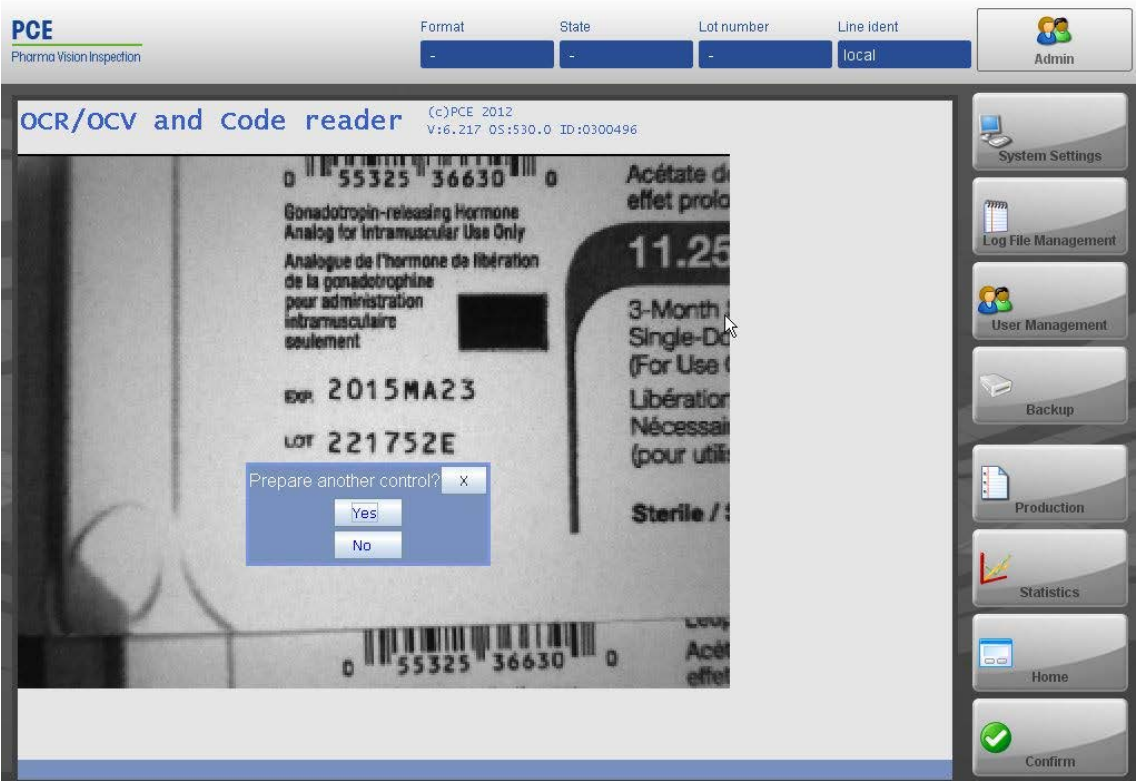 PCE
Pharma Vision Inspection
Format
State
Lot number
Line ident
-
-
-
local
Admin
OCR/OCV and Code reader
(c)PCE 2012
V:6.217 OS:530.0 ID:0300496
0 55325 36630 0
Gonadotropin-releasing Hormone
Analog for Intramuscular Use Only
Analogue de l'hormone de libération
de la gonadotrophine
pour administration
intramusculaire
seulement
EXP. 2015MA23
LOT 221752E
Acétate d
effet prolo
11.25
3-Month
Single-Do
(For Use
Libération
Nécessai
(pour utilis
Sterile /
Prepare another control?
X
Yes
No
0 55325 36630 0
Acét
effet
System Settings
Log File Management
User Management
Backup
Production
Statistics
Home
Confirm